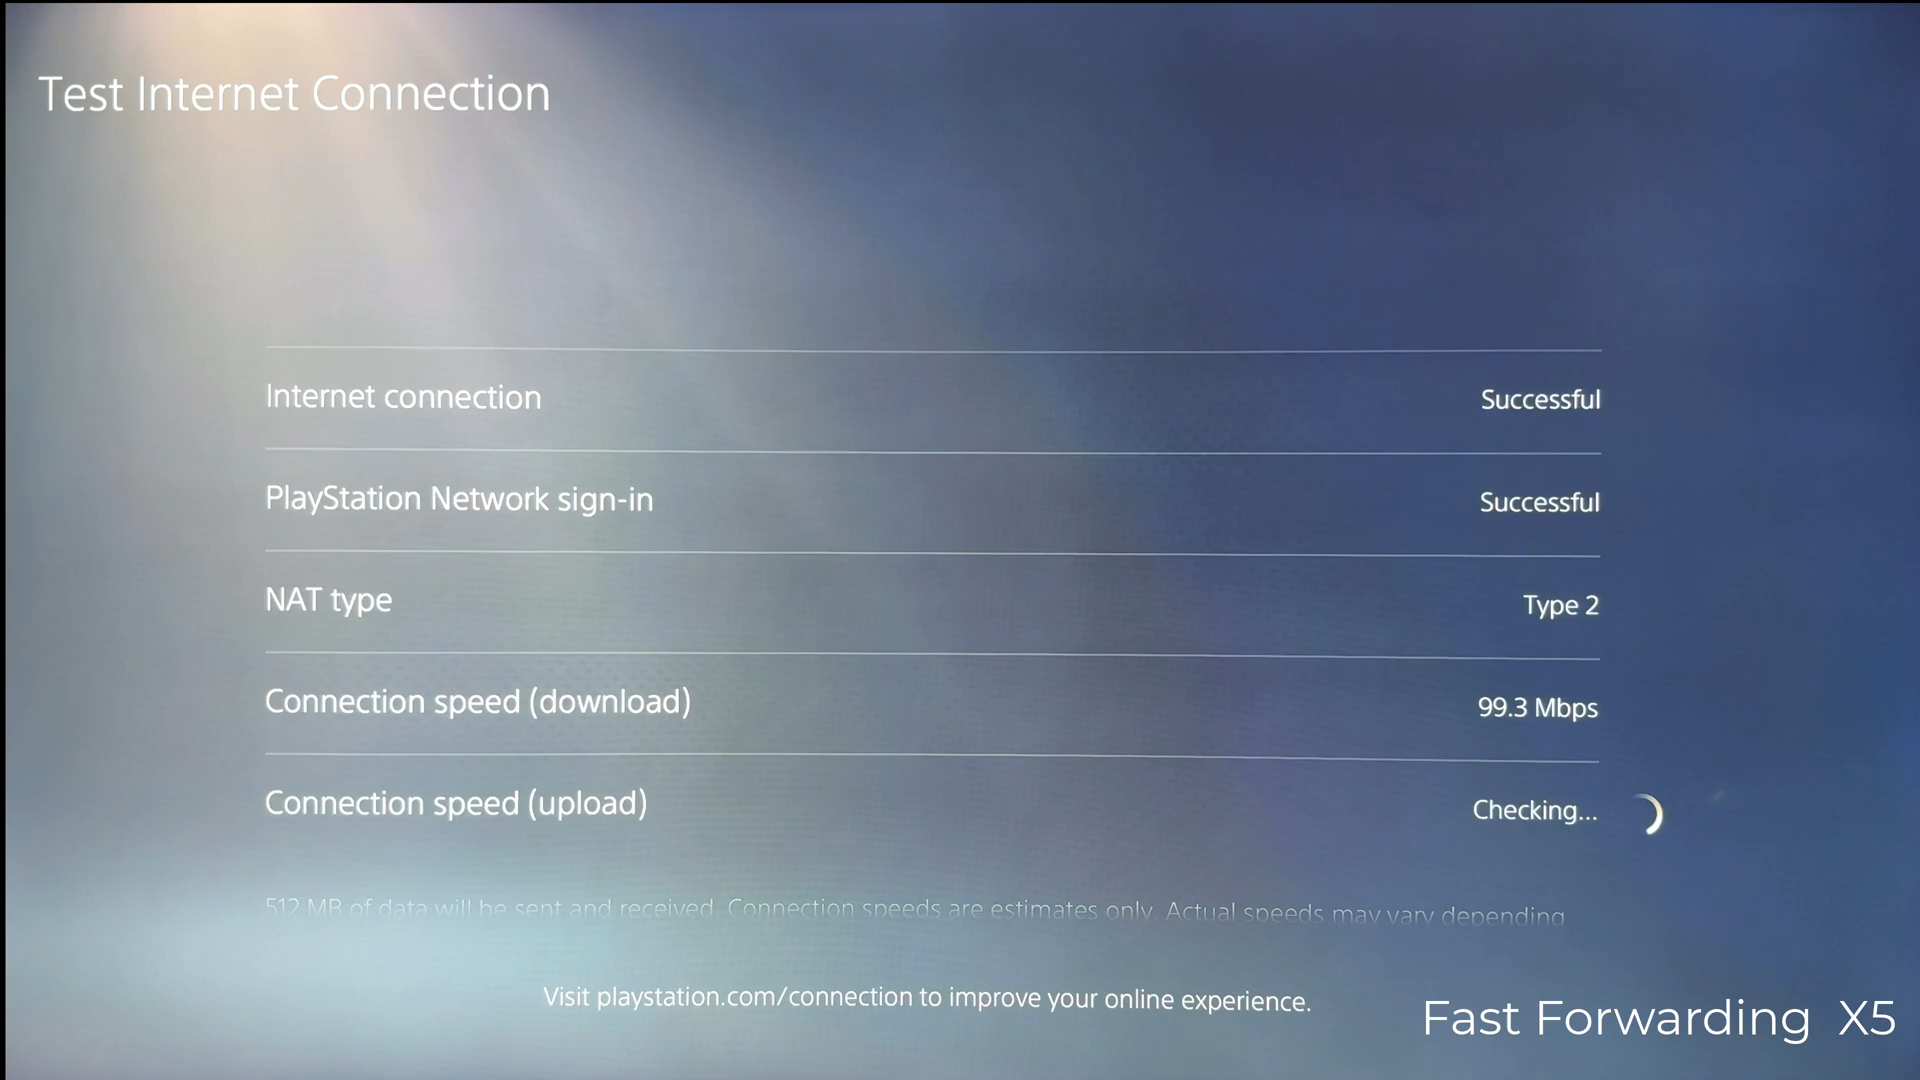 Test Internet Connection
Internet connection Successful
PlayStation Network sign-in Successful
NAT type Type 2
Connection speed (download) 99.3 Mbps
Connection speed (upload) Checking...
512 MB of data will be sent and received. Connection speeds are estimates only. Actual speeds may vary depending
Visit playstation.com/connection to improve your online experience.
Fast Forwarding X5